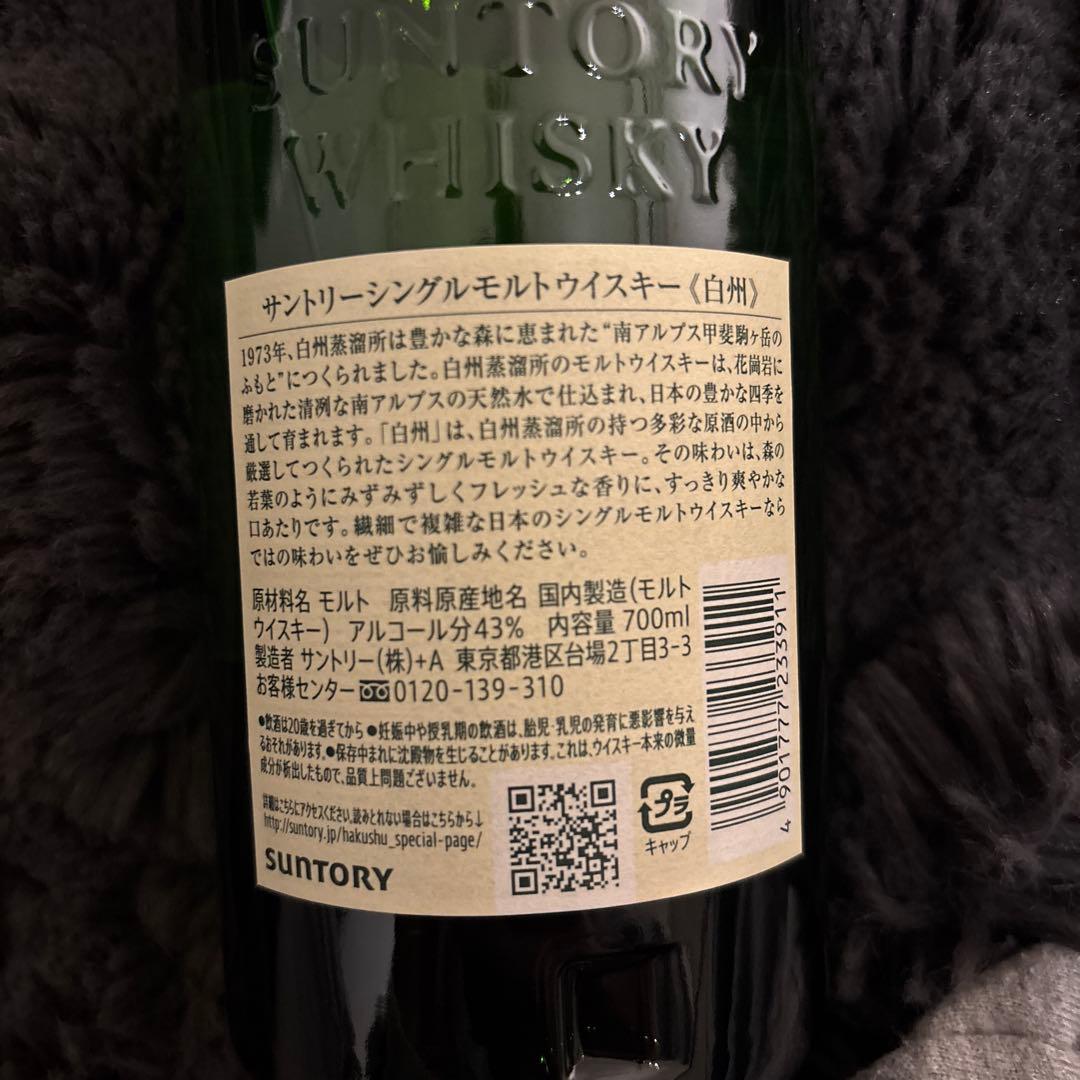 SUNTORY
WHISKY
サントリーシングルモルトウイスキー《白州》
1973年、白州蒸溜所は豊かな森に恵まれた“南アルプス甲斐駒ヶ岳の
ふもと”につくられました。白州蒸溜所のモルトウイスキーは、花崗岩に
磨かれた清冽な南アルプスの天然水で仕込まれ、日本の豊かな四季を
通して育まれます。「白州」は、白州蒸溜所の持つ多彩な原酒の中から
厳選してつくられたシングルモルトウイスキー。その味わいは、森の
若葉のようにみずみずしくフレッシュな香りに、すっきり爽やかな
口あたりです。繊細で複雑な日本のシングルモルトウイスキーなら
ではの味わいをぜひお愉しみください。
原材料名 モルト 原料原産地名 国内製造(モルト
ウイスキー) アルコール分43% 内容量 700ml
製造者 サントリー(株)+A 東京都港区台場2丁目3-3
お客様センター 0120-139-310
●飲酒は20歳を過ぎてから ●妊娠中や授乳期の飲酒は、胎児・乳児の発育に悪影響を与え
るおそれがあります。●保存中まれに沈殿物を生じることがあります。これは、ウイスキー本来の微量
成分が析出したもので、品質上問題ございません。
詳細はこちらにアクセスください。読みとれない場合はこちらから↓
http://suntory.jp/hakushu_special-page/
SUNTORY
プラ
キャップ
4 901777 233911